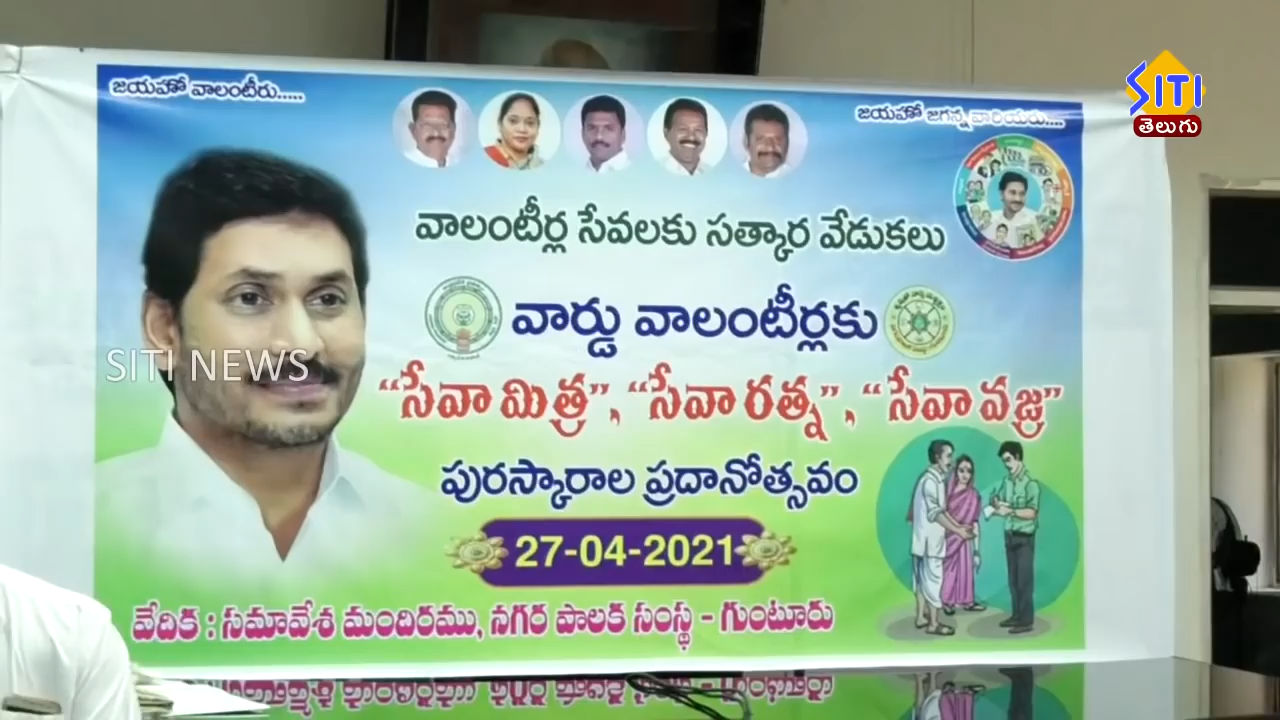 SITI
తెలుగు
జయహో వాలంటీరు.....
జయహో జగన్నవారియరు....
వాలంటీర్ల సేవలకు సత్కార వేడుకలు
వార్డు వాలంటీర్లకు
“సేవా మిత్ర”, “సేవా రత్న”, “సేవా వజ్ర”
SITI NEWS
పురస్కారాల ప్రదానోత్సవం
27-04-2021
వేదిక : సమావేశ మందిరము, నగర పాలక సంస్థ - గుంటూరు